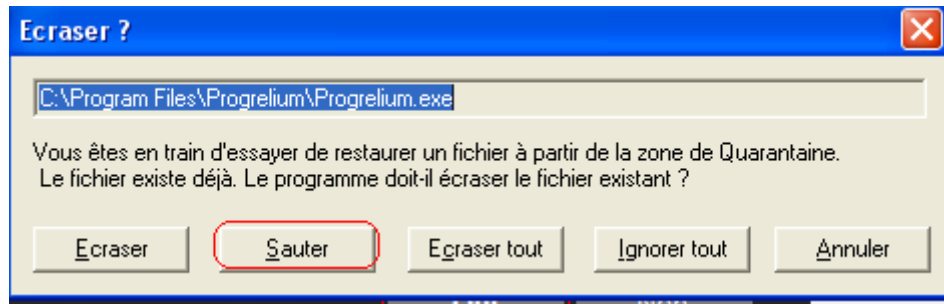 Ecraser ?
C:\Program Files\Progrelium\Progrelium.exe
Vous êtes en train d'essayer de restaurer un fichier à partir de la zone de Quarantaine.
Le fichier existe déjà. Le programme doit-il écraser le fichier existant ?
Ecraser Sauter Ecraser tout Ignorer tout Annuler